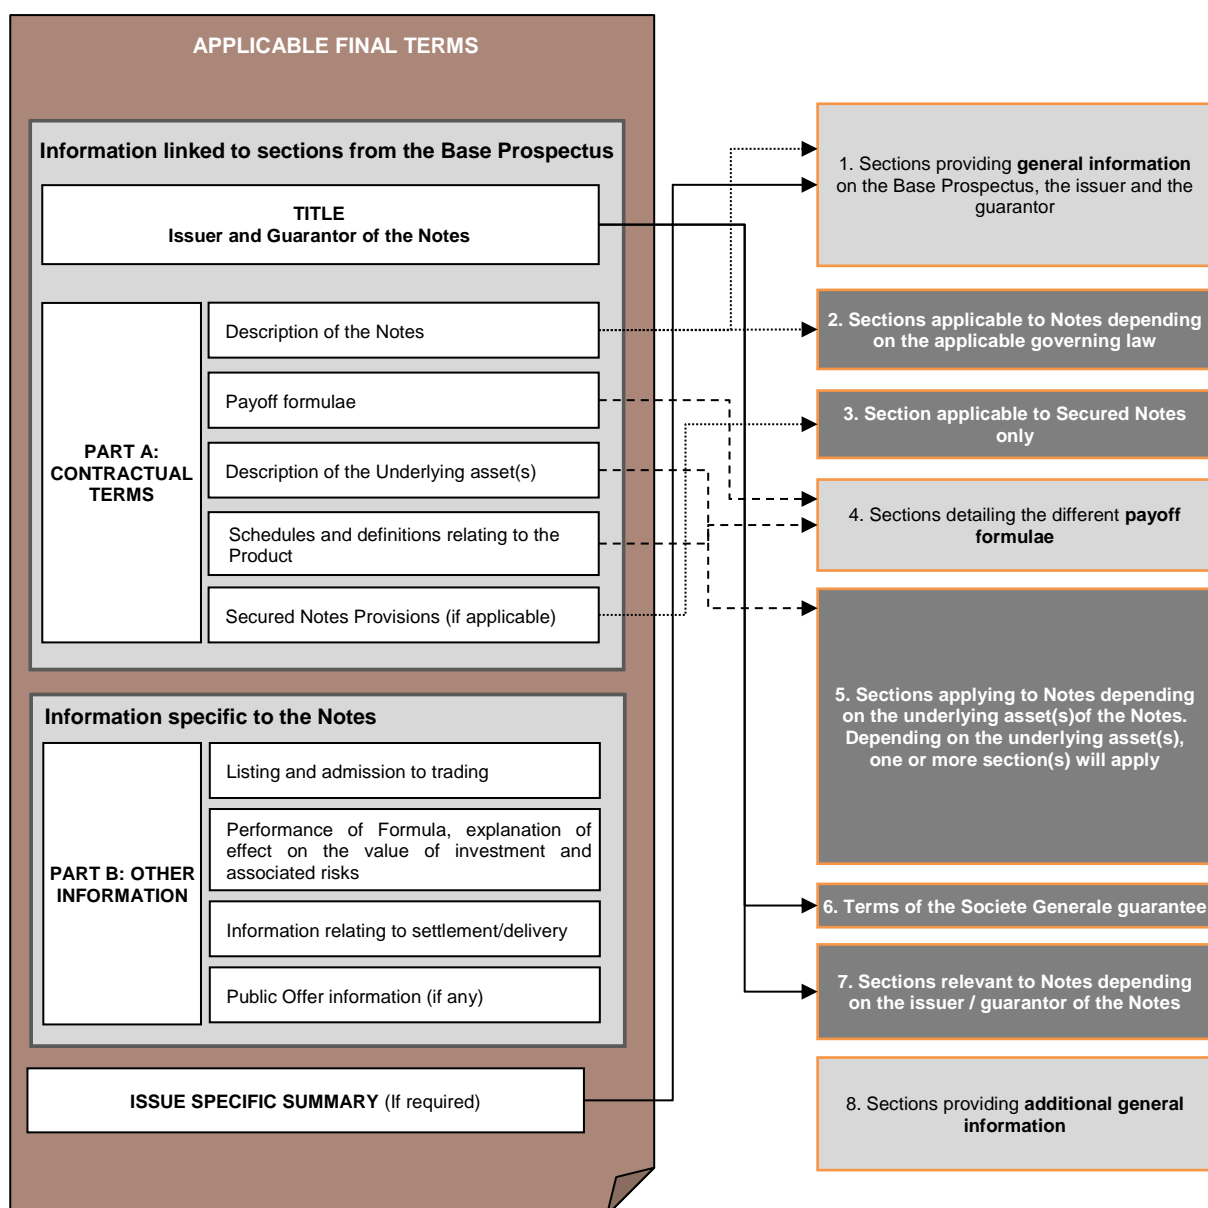 APPLICABLE FINAL TERMS
Information linked to sections from the Base Prospectus
TITLE
Issuer and Guarantor of the Notes
PART A:
CONTRACTUAL
TERMS
Description of the Notes
Payoff formulae
Description of the Underlying asset(s)
Schedules and definitions relating to the
Product
Secured Notes Provisions (if applicable)
Information specific to the Notes
PART B: OTHER
INFORMATION
Listing and admission to trading
Performance of Formula, explanation of
effect on the value of investment and
associated risks
Information relating to settlement/delivery
Public Offer information (if any)
ISSUE SPECIFIC SUMMARY (If required)
1. Sections providing general information
on the Base Prospectus, the issuer and the
guarantor
2. Sections applicable to Notes depending
on the applicable governing law
3. Section applicable to Secured Notes
only
4. Sections detailing the different payoff
formulae
5. Sections applying to Notes depending
on the underlying asset(s)of the Notes.
Depending on the underlying asset(s),
one or more section(s) will apply
6. Terms of the Societe Generale guarantee
7. Sections relevant to Notes depending
on the issuer / guarantor of the Notes
8. Sections providing additional general
information